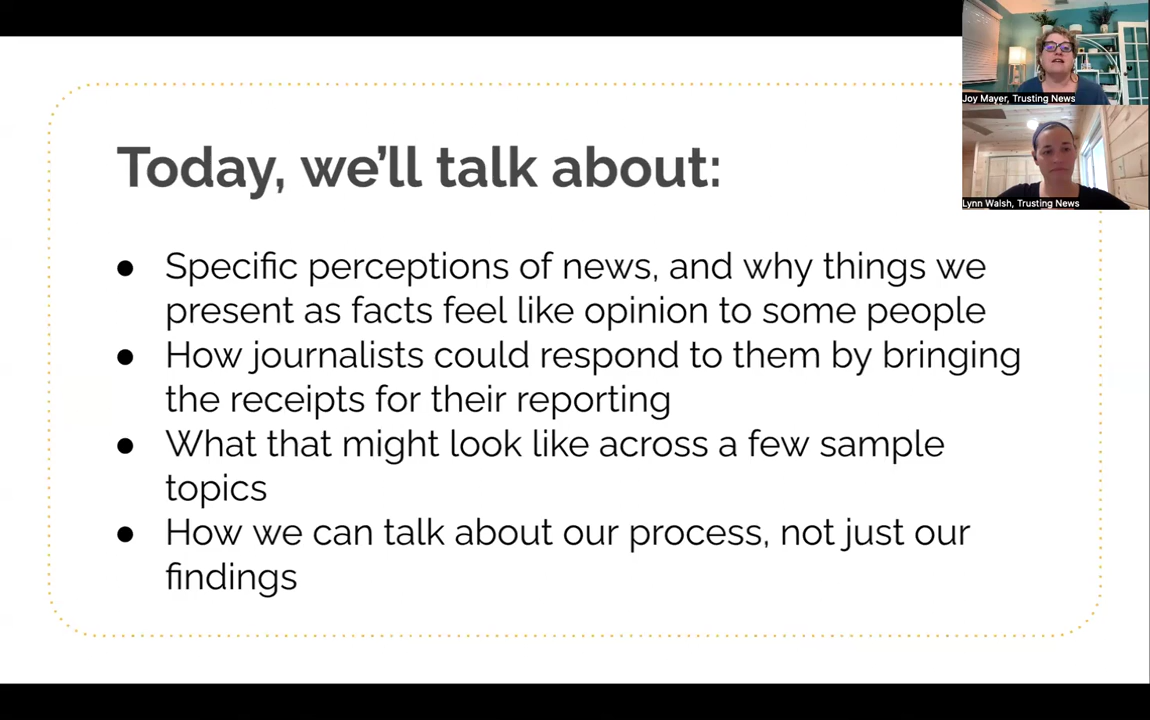 Joy Mayer, Trusting News
Lynn Walsh, Trusting News
Today, we’ll talk about:
● Specific perceptions of news, and why things we
present as facts feel like opinion to some people
● How journalists could respond to them by bringing
the receipts for their reporting
● What that might look like across a few sample
topics
● How we can talk about our process, not just our
findings